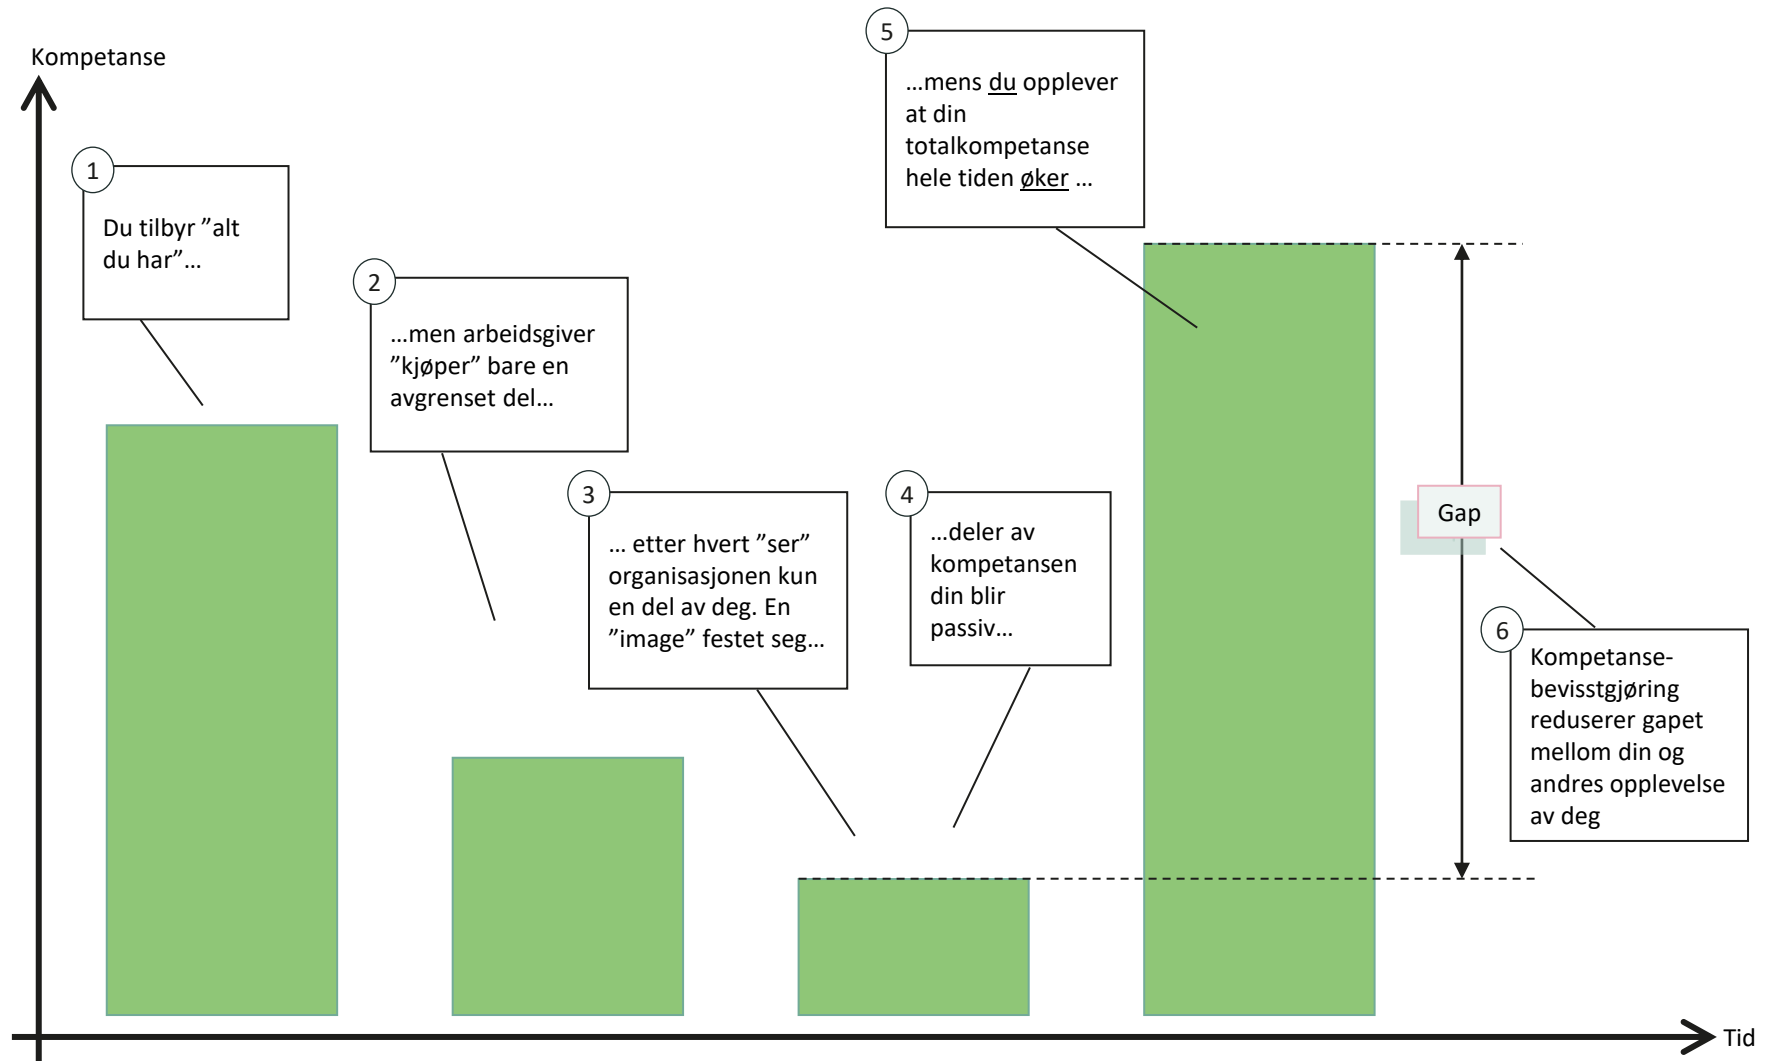 Kompetanse
1
Du tilbyr ”alt
du har”…
2
…men arbeidsgiver
”kjøper” bare en
avgrenset del…
3
… etter hvert ”ser”
organisasjonen kun
en del av deg. En
”image” festet seg…
4
…deler av
kompetansen
din blir
passiv…
5
…mens du opplever
at din
totalkompetanse
hele tiden øker …
Gap
6
Kompetanse-
bevisstgjøring
reduserer gapet
mellom din og
andres opplevelse
av deg
Tid